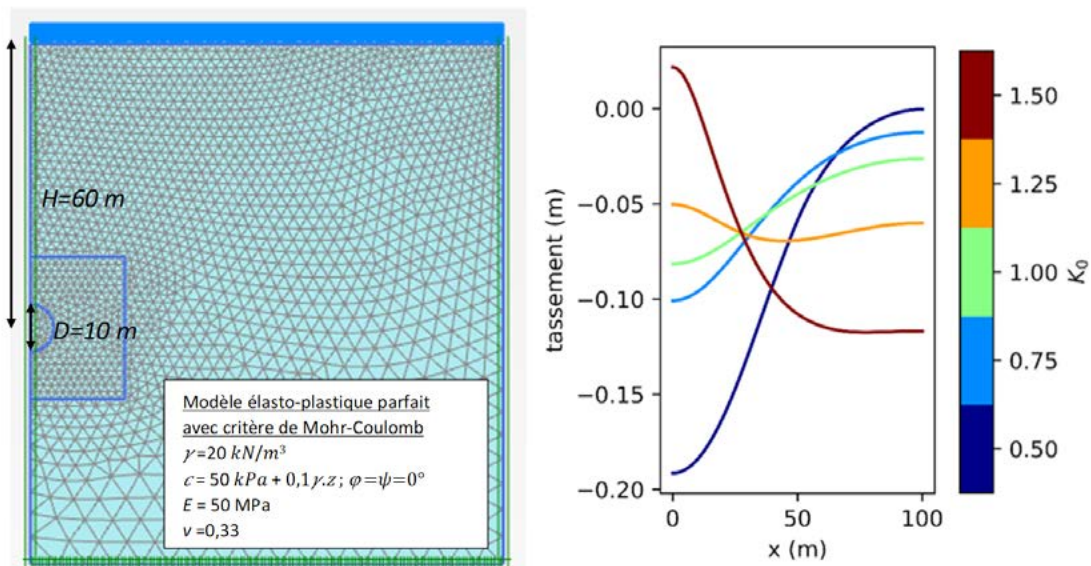 H=60 m
D=10 m
Modèle élasto-plastique parfait
avec critère de Mohr-Coulomb
γ=20 kN/m³
c= 50 kPa + 0,1γ.z ; φ=ψ=0°
E = 50 MPa
ν =0,33
tassement (m)
0.00
−0.05
−0.10
−0.15
−0.20
0
50
100
x (m)
1.50
1.25
1.00
0.75
0.50
K₀